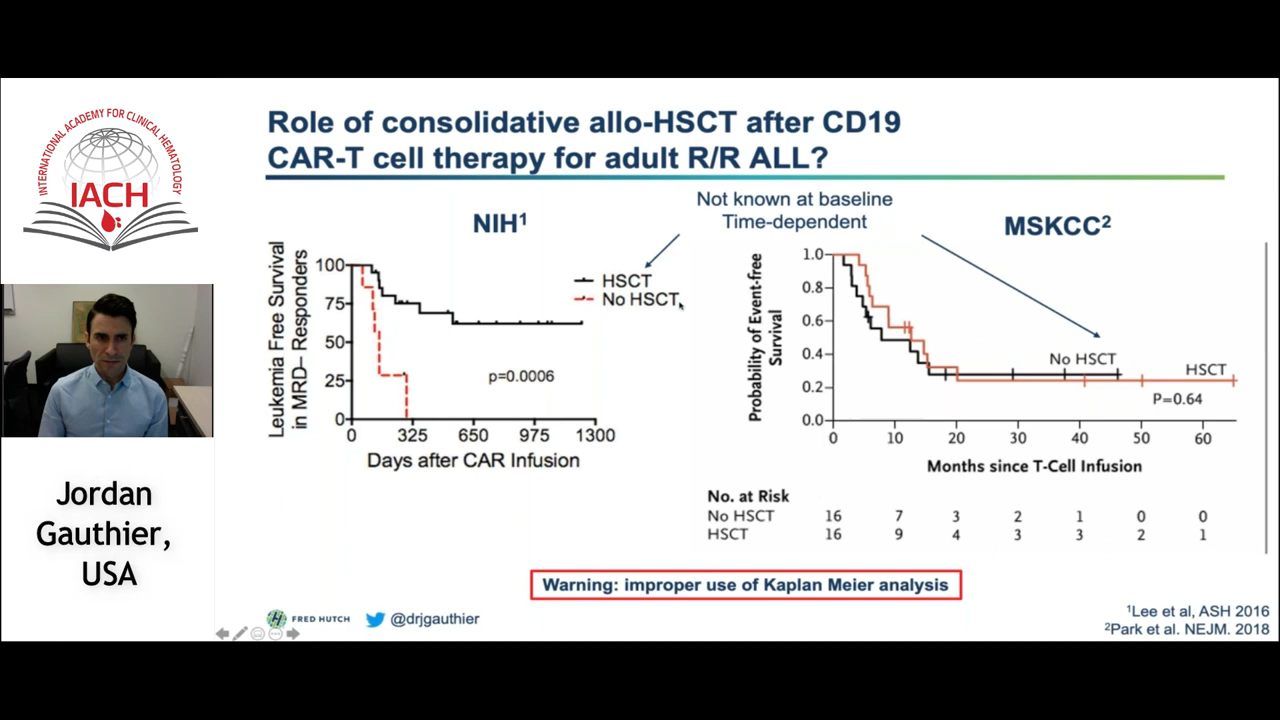 INTERNATIONAL ACADEMY FOR CLINICAL HEMATOLOGY
IACH
Jordan
Gauthier,
USA
Role of consolidative allo-HSCT after CD19
CAR-T cell therapy for adult R/R ALL?
Not known at baseline
Time-dependent
NIH1
Leukemia Free Survival
in MRD– Responders
100
75
50
25
0
HSCT
No HSCT
p=0.0006
0 325 650 975 1300
Days after CAR Infusion
MSKCC2
Probability of Event-free
Survival
1.0
0.8
0.6
0.4
0.2
0.0
No HSCT
HSCT
P=0.64
0 10 20 30 40 50 60
Months since T-Cell Infusion
No. at Risk
No HSCT 16 7 3 2 1 0 0
HSCT 16 9 4 3 3 2 1
Warning: improper use of Kaplan Meier analysis
FRED HUTCH @drjgauthier
1Lee et al, ASH 2016
2Park et al. NEJM. 2018